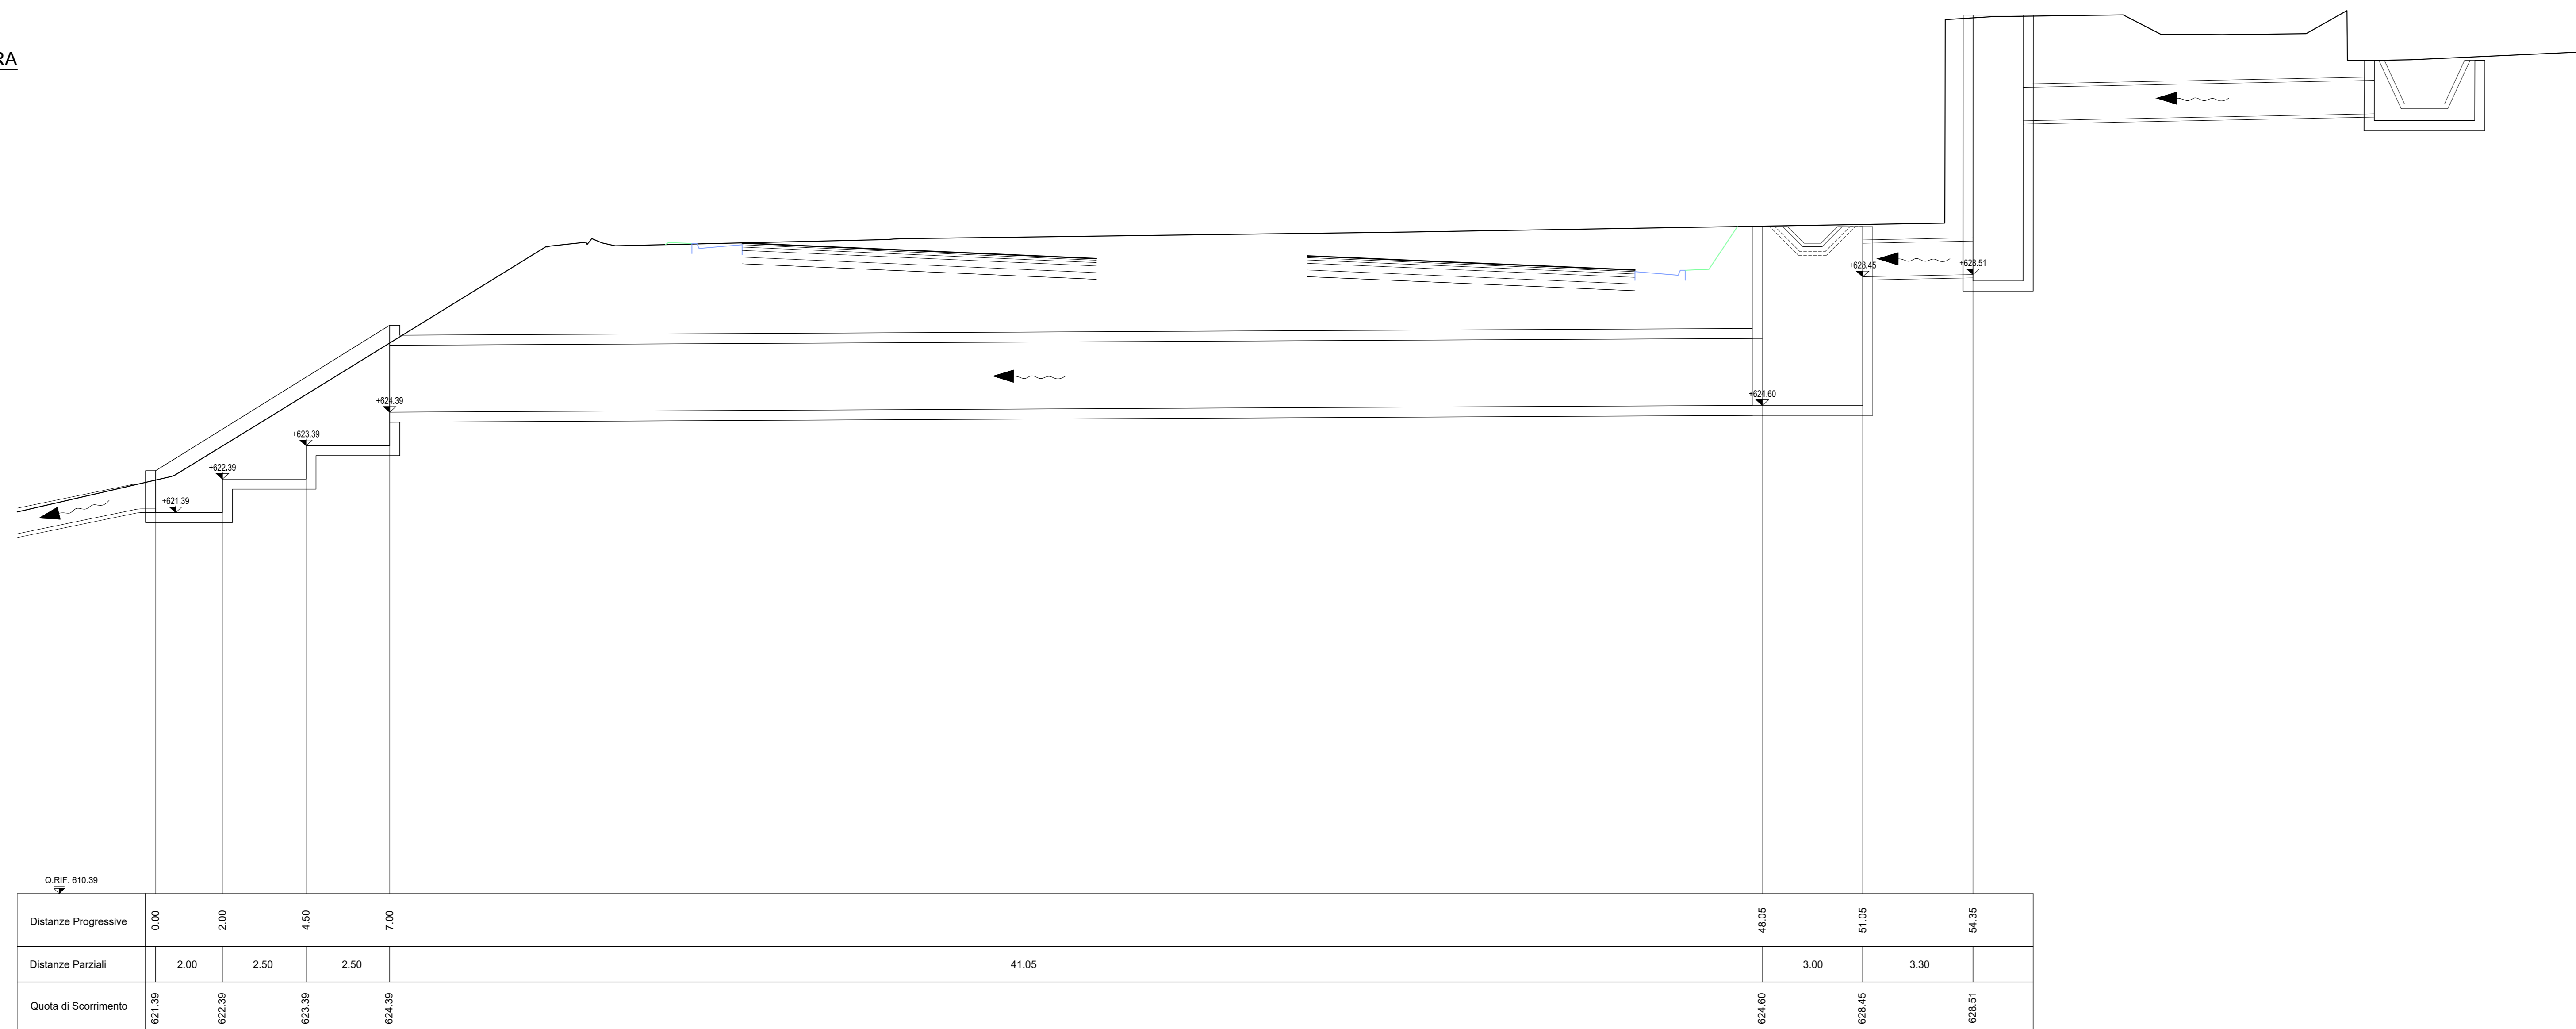 RA
+628.45
+628.51
+624.39
+624.60
+623.39
+622.39
+621.39
Q.RIF. 610.39
Distanze Progressive 0.00 2.00 4.50 7.00 48.05 51.05 54.35
Distanze Parziali 2.00 2.50 2.50 41.05 3.00 3.30
Quota di Scorrimento 621.39 622.39 623.39 624.39 624.60 628.45 628.51